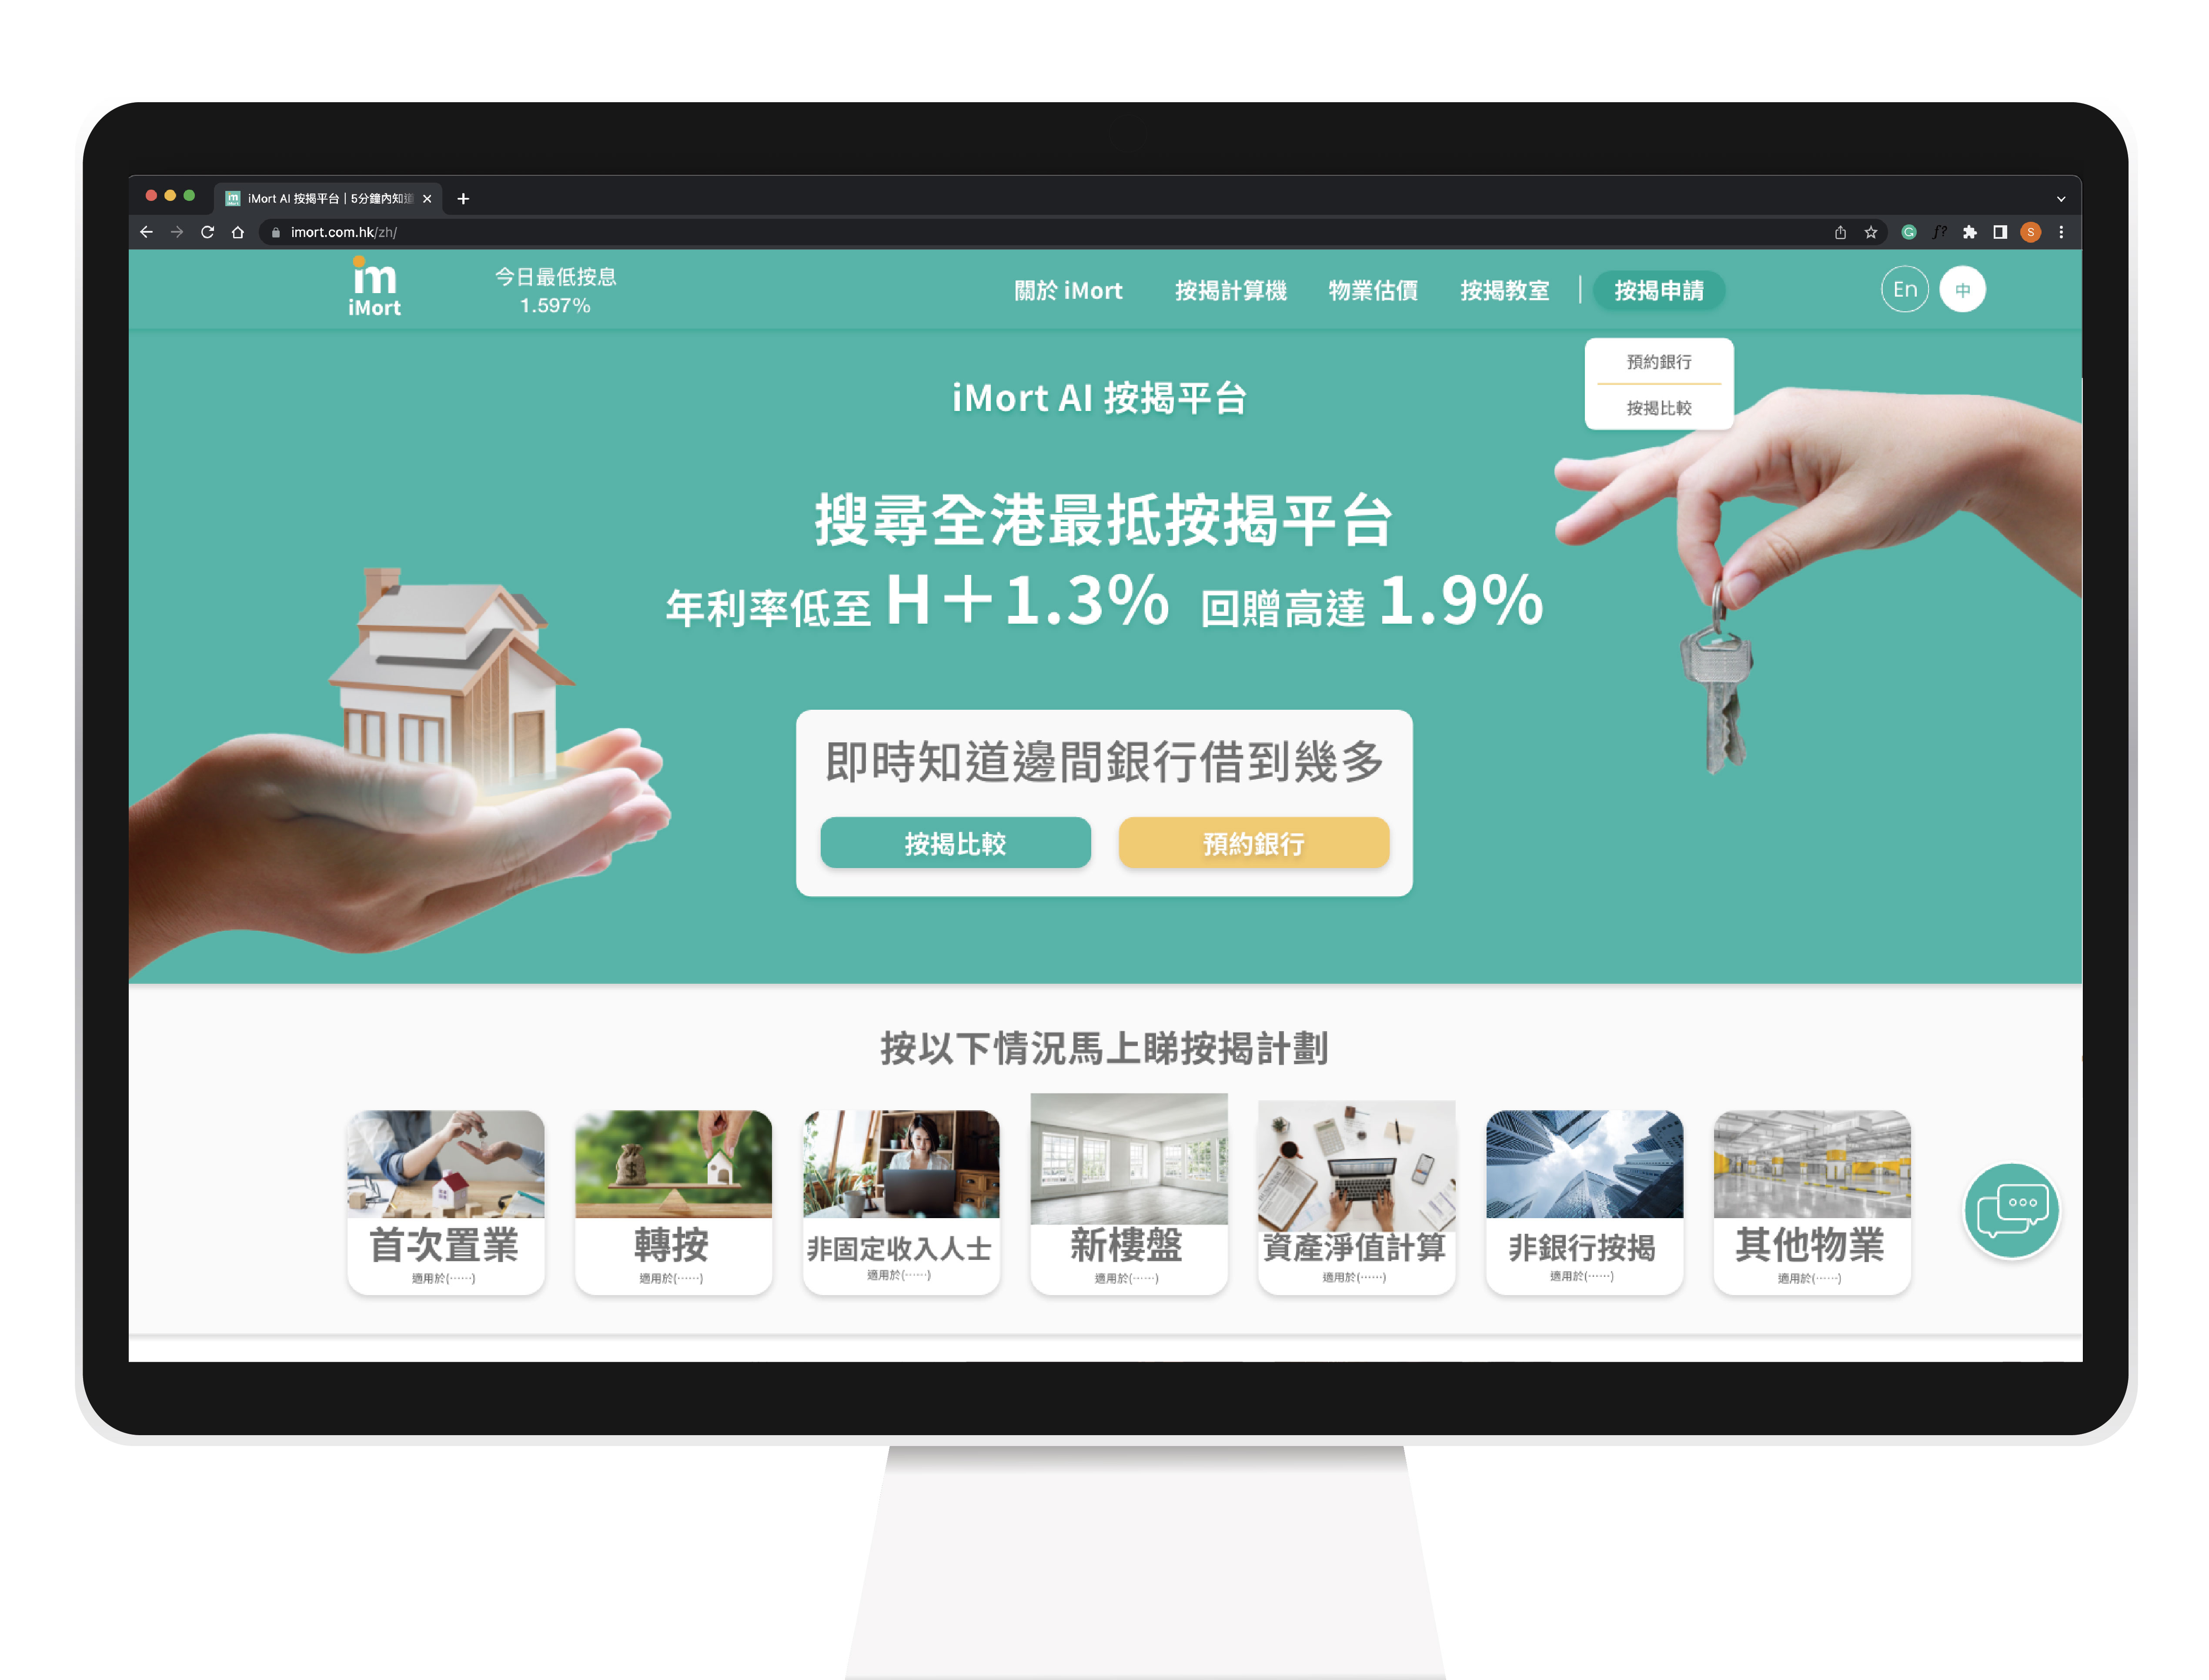 iMort AI 按揭平台 | 5分鐘內知道
imort.com.hk/zh/
im
iMort
今日最低按息
1.597%
關於 iMort
按揭計算機
物業估價
按揭教室
按揭申請
En
中
預約銀行
按揭比較
iMort AI 按揭平台
搜尋全港最抵按揭平台
年利率低至 H＋1.3% 回贈高達 1.9%
即時知道邊間銀行借到幾多
按揭比較
預約銀行
按以下情況馬上睇按揭計劃
首次置業
適用於(……)
轉按
適用於(……)
非固定收入人士
適用於(……)
新樓盤
適用於(……)
資產淨值計算
適用於(……)
非銀行按揭
適用於(……)
其他物業
適用於(……)